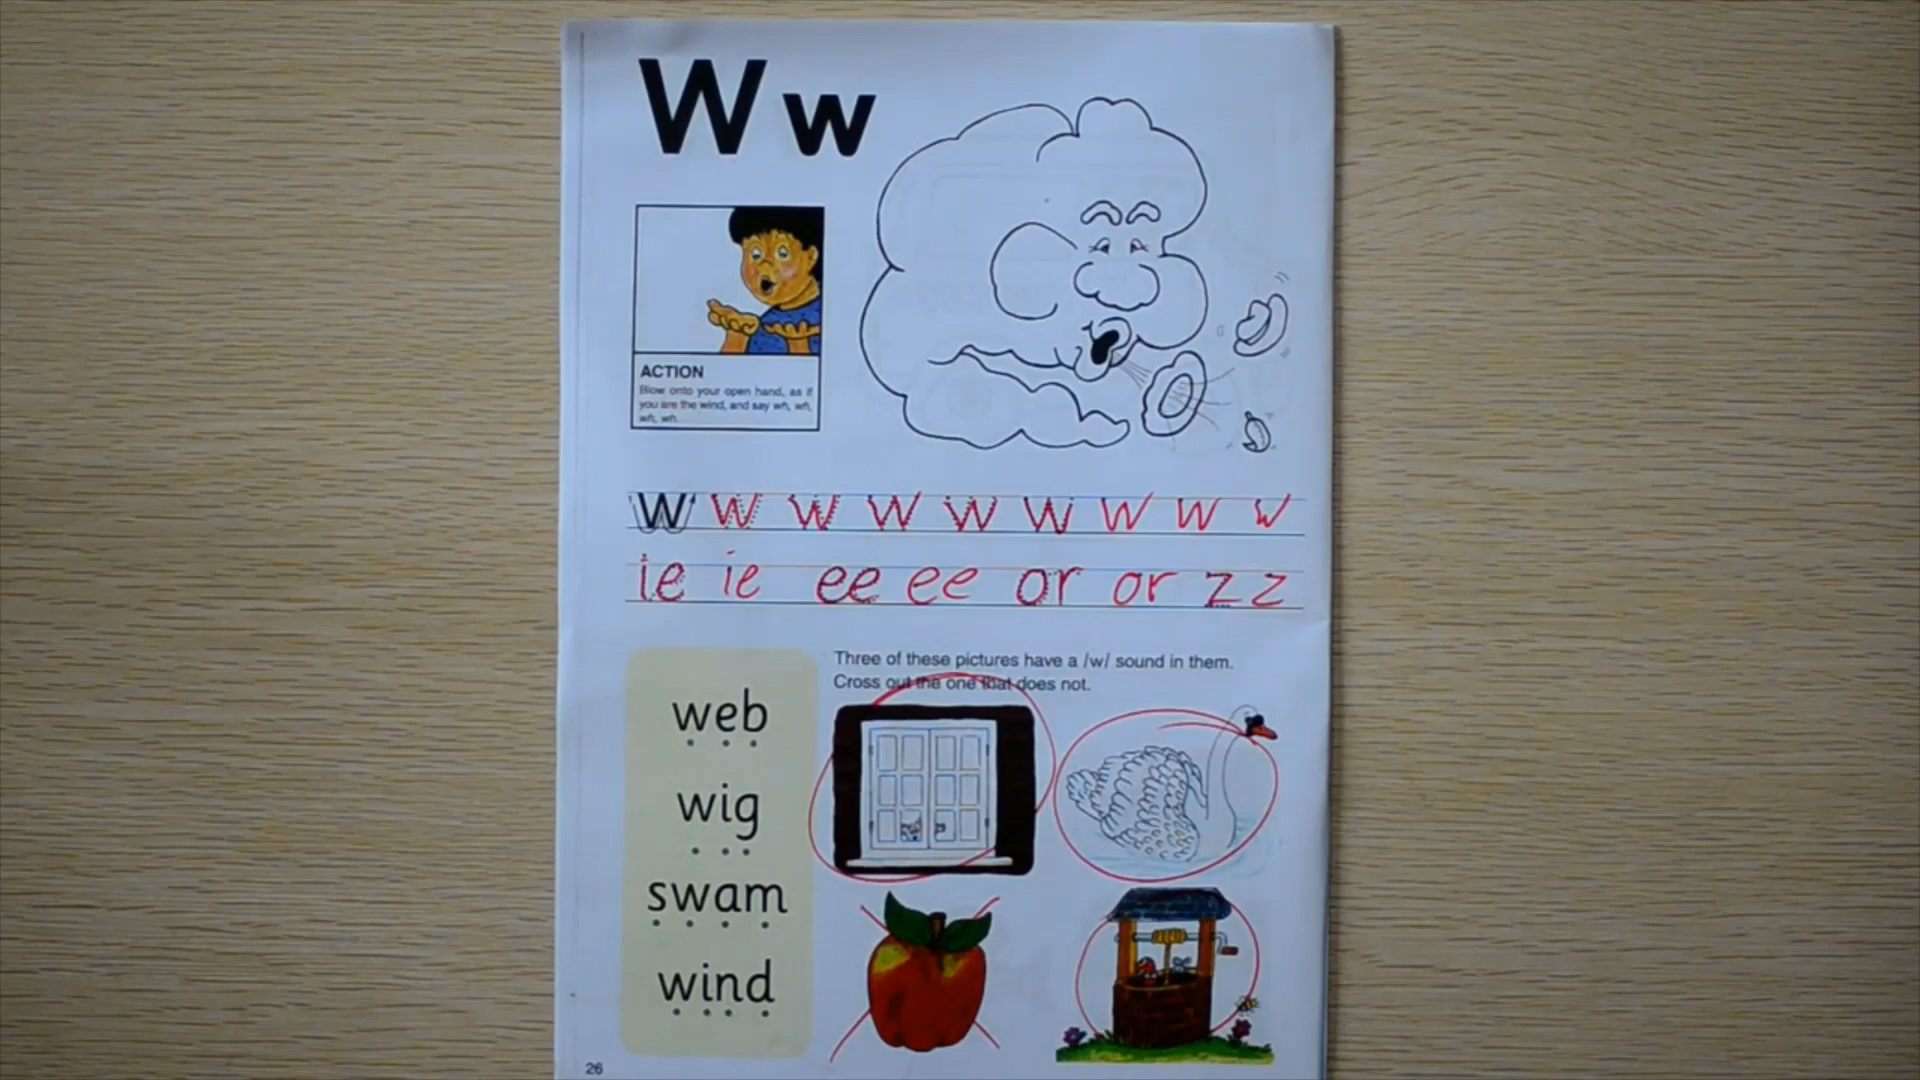 W w
ACTION
Blow onto your open hand, as if
you are the wind, and say wh, wh,
wh, wh.
w w w w w w w w w
ie ie ee ee or or z z
Three of these pictures have a /w/ sound in them.
Cross out the one that does not.
web
wig
swam
wind
26